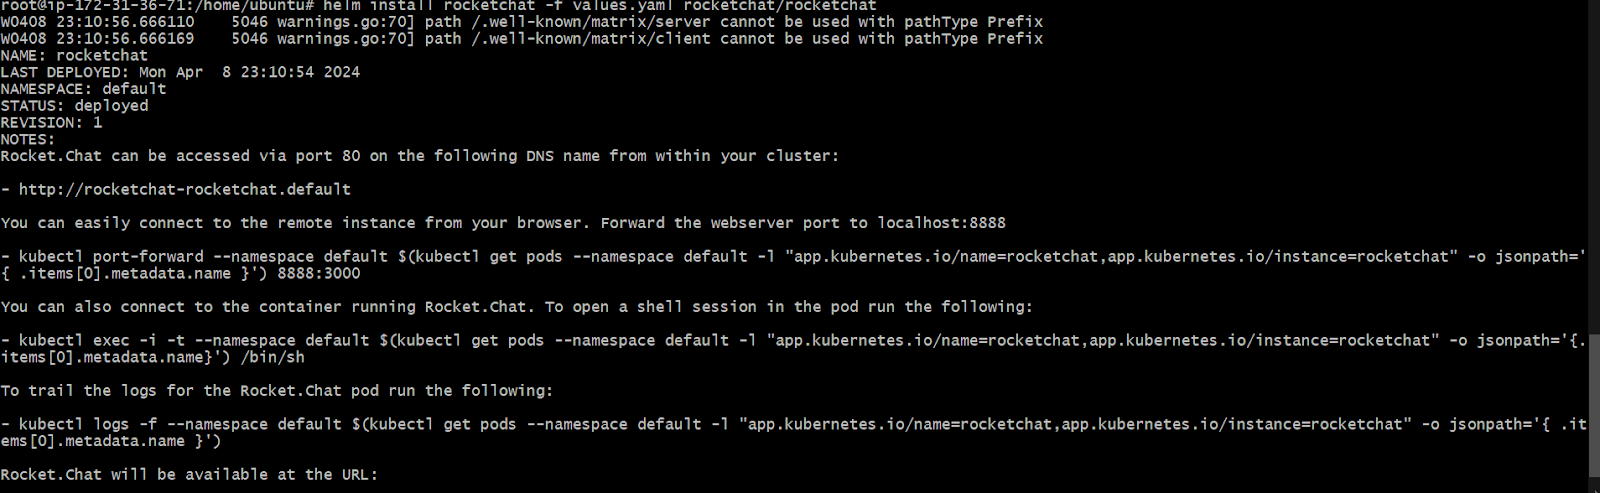 root@ip-172-31-36-71:/home/ubuntu# helm install rocketchat -f values.yaml rocketchat/rocketchat
W0408 23:10:56.666110    5046 warnings.go:70] path /.well-known/matrix/server cannot be used with pathType Prefix
W0408 23:10:56.666169    5046 warnings.go:70] path /.well-known/matrix/client cannot be used with pathType Prefix
NAME: rocketchat
LAST DEPLOYED: Mon Apr  8 23:10:54 2024
NAMESPACE: default
STATUS: deployed
REVISION: 1
NOTES:
Rocket.Chat can be accessed via port 80 on the following DNS name from within your cluster:
- http://rocketchat-rocketchat.default
You can easily connect to the remote instance from your browser. Forward the webserver port to localhost:8888
- kubectl port-forward --namespace default $(kubectl get pods --namespace default -l "app.kubernetes.io/name=rocketchat,app.kubernetes.io/instance=rocketchat" -o jsonpath='
{ .items[0].metadata.name }') 8888:3000
You can also connect to the container running Rocket.Chat. To open a shell session in the pod run the following:
- kubectl exec -i -t --namespace default $(kubectl get pods --namespace default -l "app.kubernetes.io/name=rocketchat,app.kubernetes.io/instance=rocketchat" -o jsonpath='{.
items[0].metadata.name}') /bin/sh
To trail the logs for the Rocket.Chat pod run the following:
- kubectl logs -f --namespace default $(kubectl get pods --namespace default -l "app.kubernetes.io/name=rocketchat,app.kubernetes.io/instance=rocketchat" -o jsonpath='{ .it
ems[0].metadata.name }')
Rocket.Chat will be available at the URL: